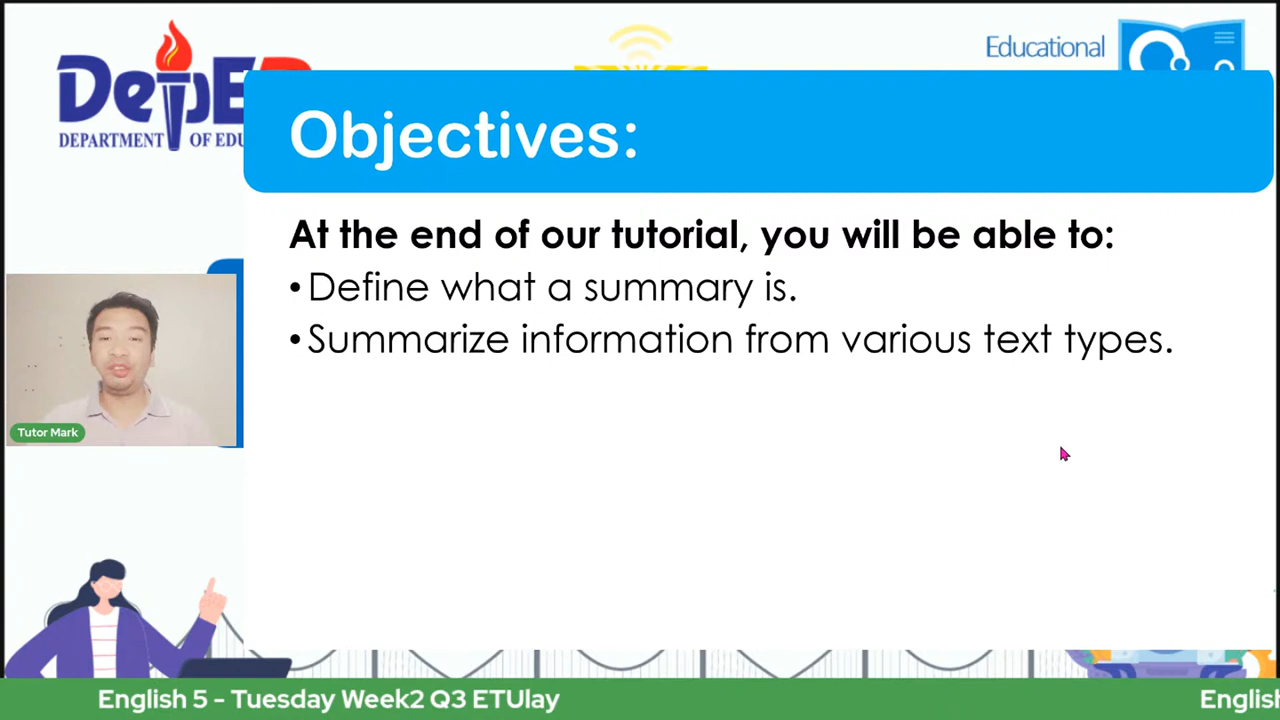 DepED
DEPARTMENT OF EDU
Educational
Objectives:
At the end of our tutorial, you will be able to:
•Define what a summary is.
•Summarize information from various text types.
Tutor Mark
English 5 - Tuesday Week2 Q3 ETUlay
English